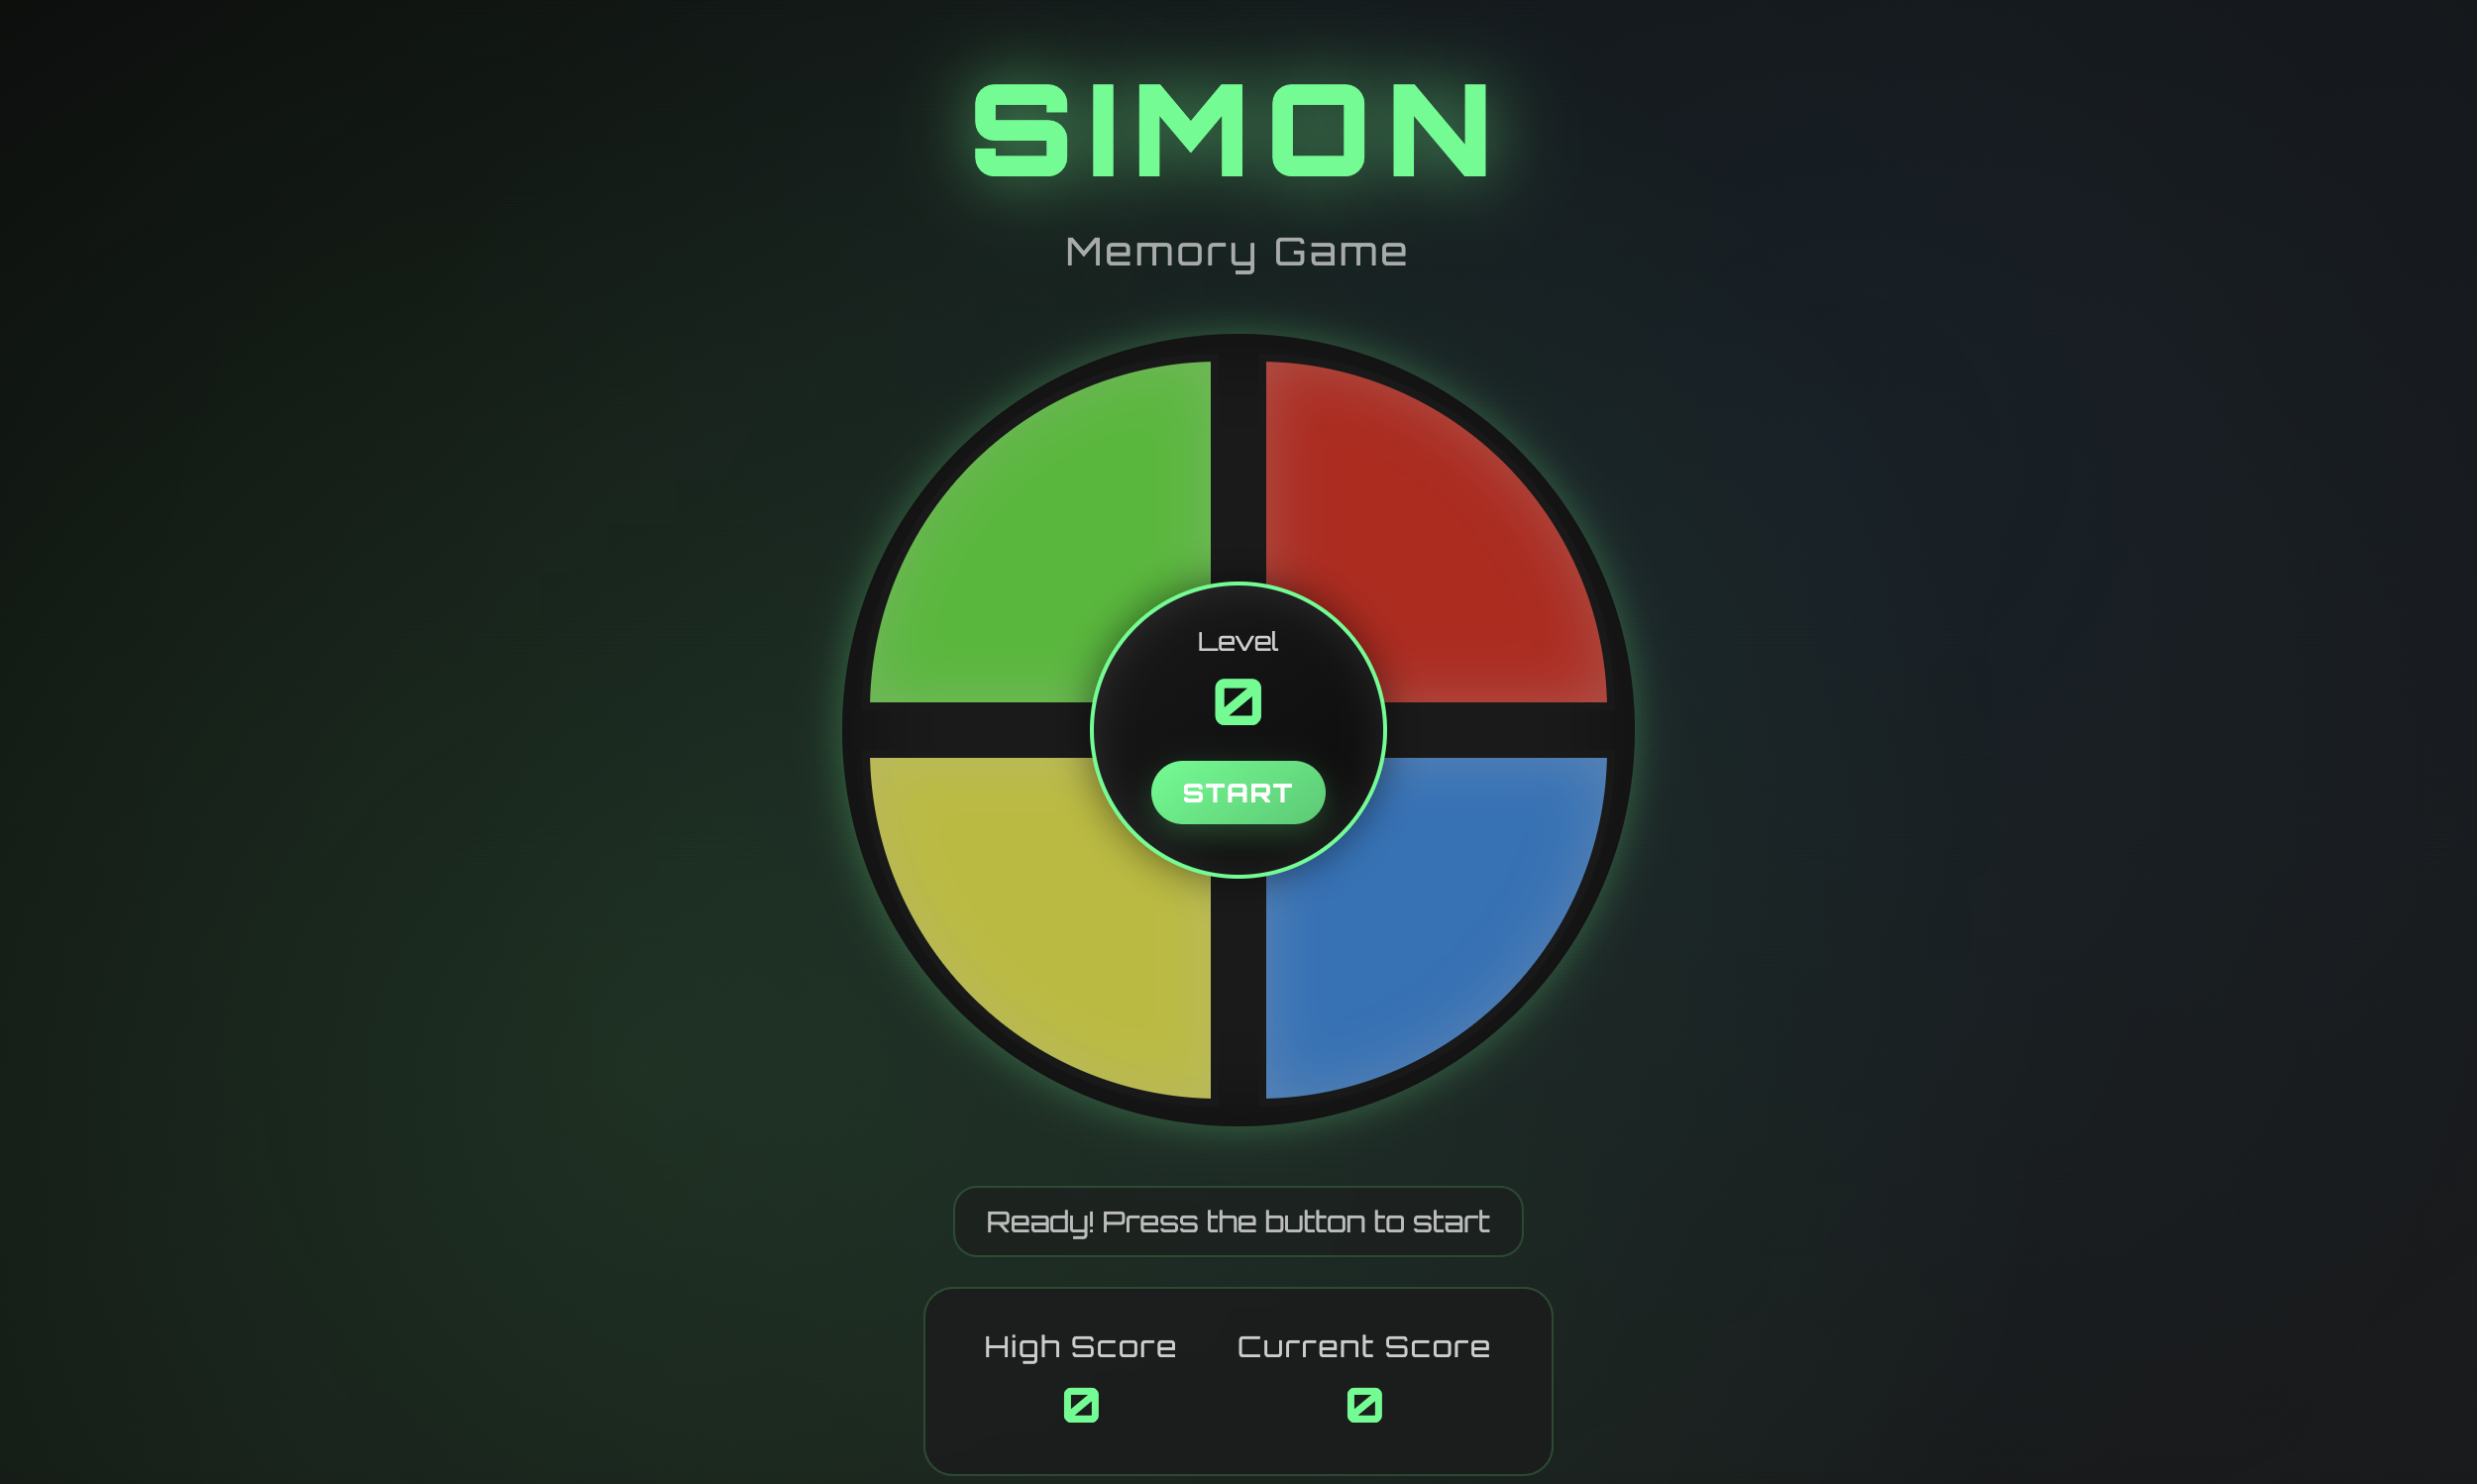 SIMON
Memory Game
Level
0
START
Ready! Press the button to start
High Score Current Score
0 0